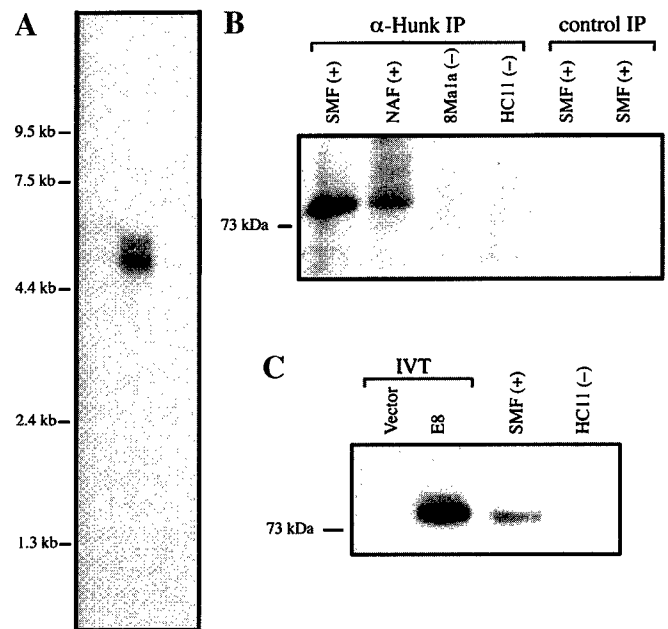 A
9.5 kb
7.5 kb
4.4 kb
2.4 kb
1.3 kb
B
α-Hunk IP
control IP
SMF (+)
NAF (+)
8Ma1a (–)
HC11 (–)
SMF (+)
SMF (+)
73 kDa
C
IVT
Vector
E8
SMF (+)
HC11 (–)
73 kDa